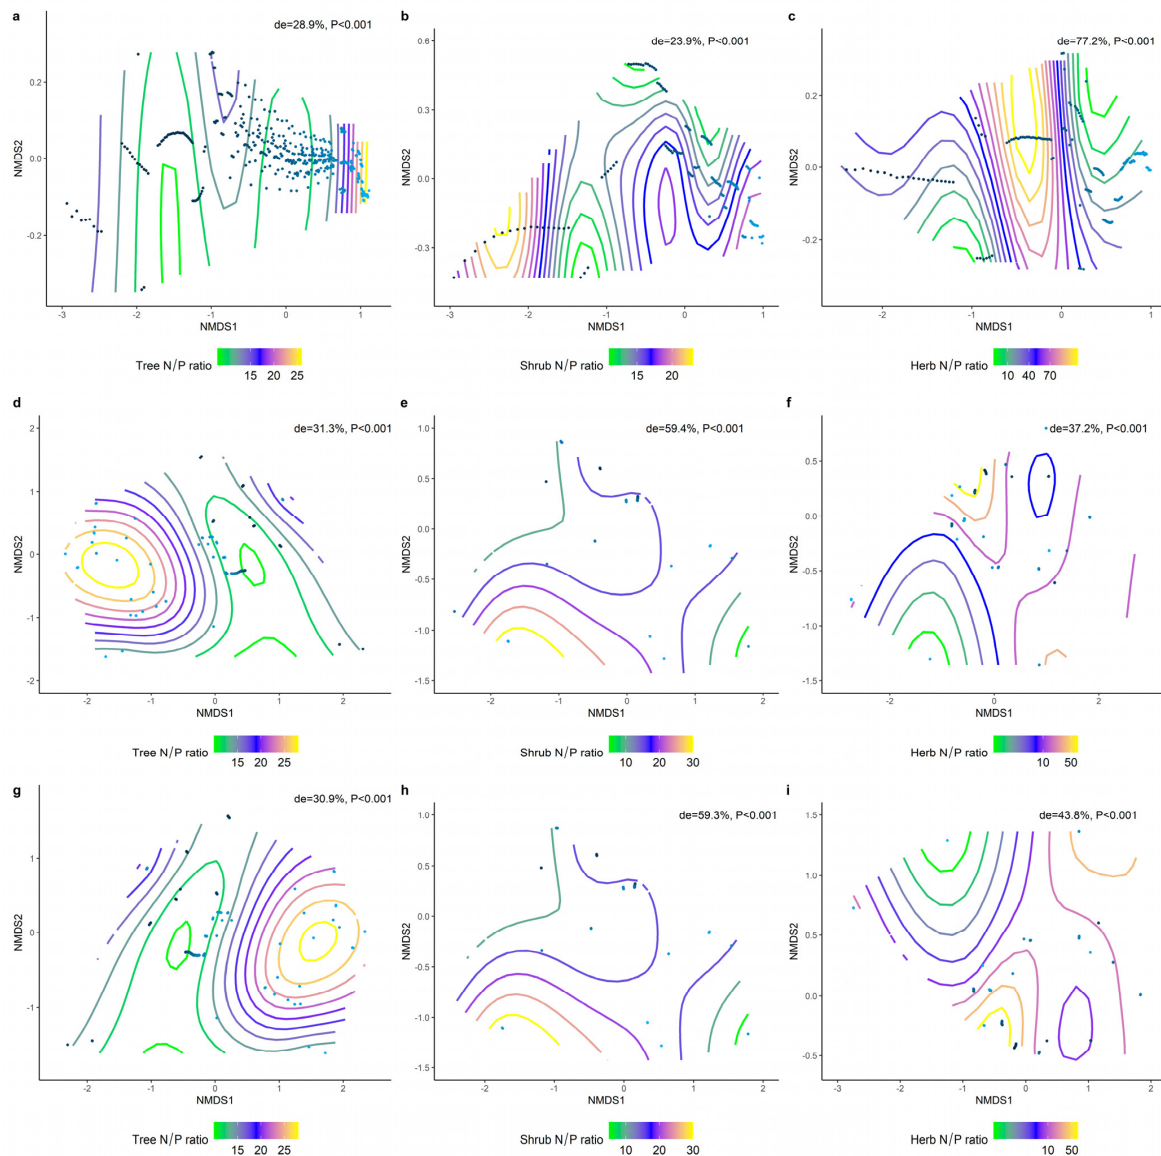 a
de=28.9%, P<0.001
0.2
0.0
-0.2
NMDS2
-3 -2 -1 0 1
NMDS1
Tree N/P ratio
15 20 25
b
de=23.9%, P<0.001
0.6
0.3
0.0
-0.3
NMDS2
-3 -2 -1 0 1
NMDS1
Shrub N/P ratio
15 20
c
de=77.2%, P<0.001
0.2
0.0
-0.2
NMDS2
-2 -1 0 1
NMDS1
Herb N/P ratio
10 40 70
d
de=31.3%, P<0.001
2
1
0
-1
-2
NMDS2
-2 -1 0 1 2
NMDS1
Tree N/P ratio
15 20 25
e
de=59.4%, P<0.001
1.0
0.5
0.0
-0.5
-1.0
-1.5
NMDS2
-2 -1 0 1
NMDS1
Shrub N/P ratio
10 20 30
f
de=37.2%, P<0.001
0.5
0.0
-0.5
-1.0
-1.5
NMDS2
-2 0 2
NMDS1
Herb N/P ratio
10 50
g
de=30.9%, P<0.001
1
0
-1
NMDS2
-2 -1 0 1 2
NMDS1
Tree N/P ratio
15 20 25
h
de=59.3%, P<0.001
1.0
0.5
0.0
-0.5
-1.0
-1.5
NMDS2
-2 -1 0 1 2
NMDS1
Shrub N/P ratio
10 20 30
i
de=43.8%, P<0.001
1.5
1.0
0.5
0.0
-0.5
NMDS2
-3 -2 -1 0 1 2
NMDS1
Herb N/P ratio
10 50